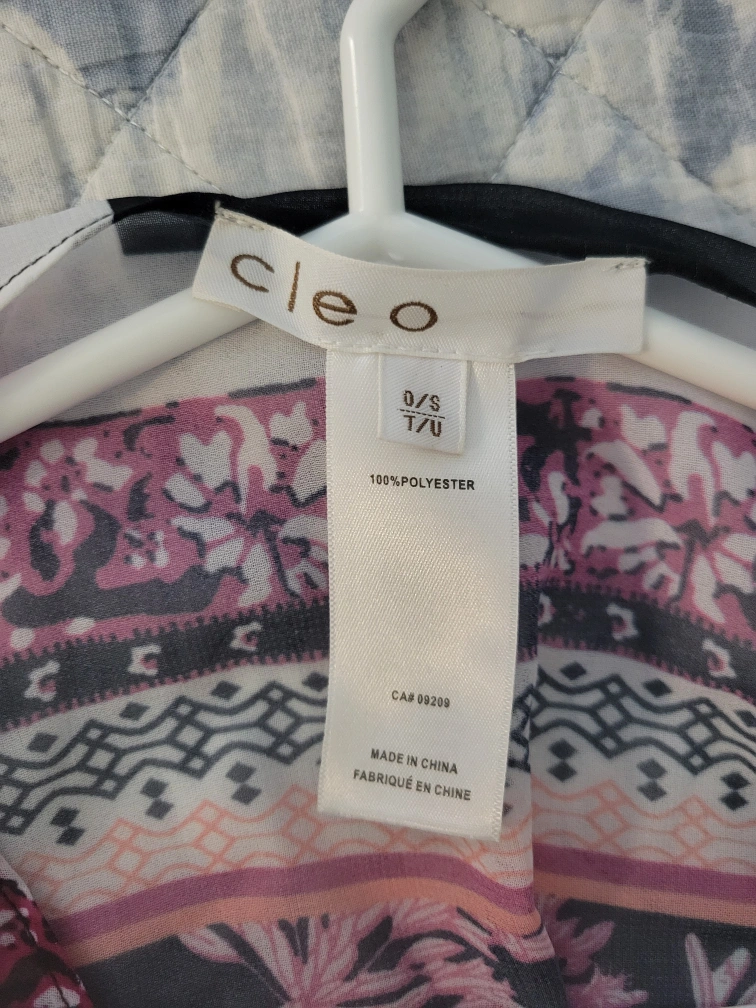 cleo
O/S
T/U
100%POLYESTER
CA# 09209
MADE IN CHINA
FABRIQUÉ EN CHINE